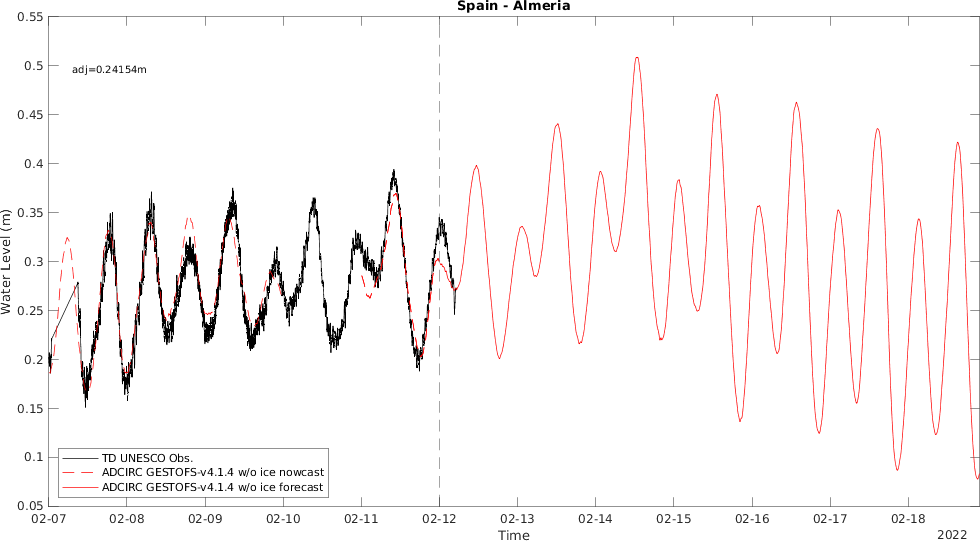 Spain - Almeria
0.55
0.5
0.45
0.4
0.35
0.3
0.25
0.2
0.15
0.1
0.05
Water Level (m)
adj=0.24154m
TD UNESCO Obs.
ADCIRC GESTOFS-v4.1.4 w/o ice nowcast
ADCIRC GESTOFS-v4.1.4 w/o ice forecast
02-07 02-08 02-09 02-10 02-11 02-12 02-13 02-14 02-15 02-16 02-17 02-18
Time
2022